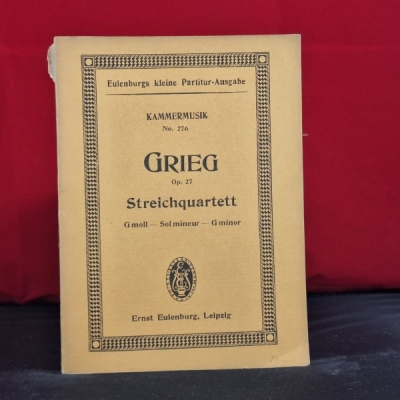 Eulenburgs kleine Partitur-Ausgabe
KAMMERMUSIK
No. 276
GRIEG
Op. 27
Streichquartett
G moll — Sol mineur — G minor
Ernst Eulenburg, Leipzig